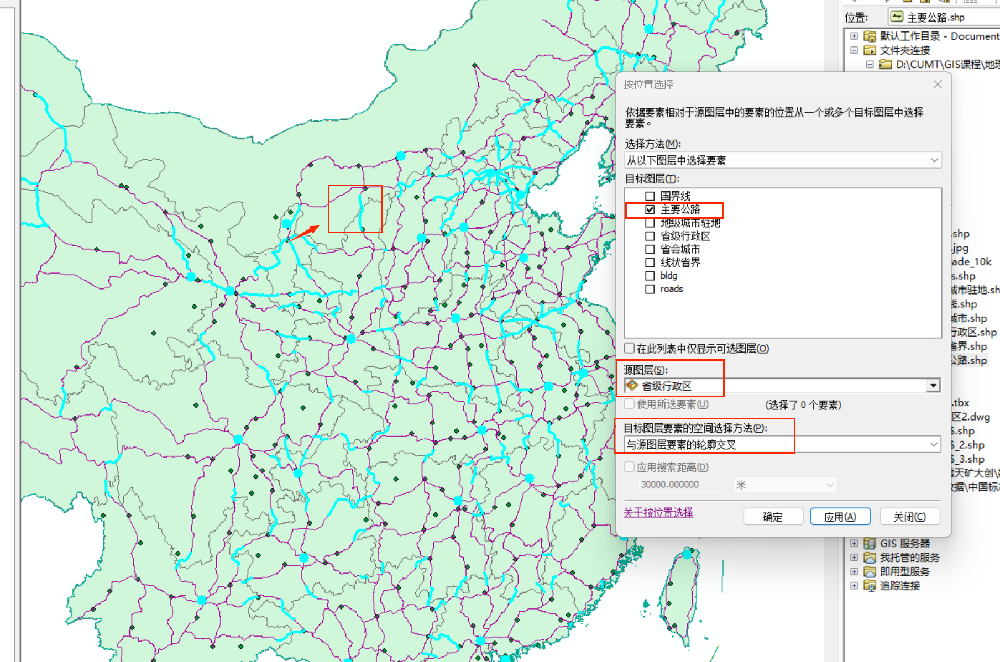 位置:
主要公路.shp
默认工作目录 - Document
文件夹连接
D:\CUMT\GIS课程\地理
按位置选择
依据要素相对于源图层中的要素的位置从一个或多个目标图层中选择
要素。
选择方法(M):
从以下图层中选择要素
目标图层(T):
国界线
主要公路
地级城市驻地
省级行政区
省会城市
线状省界
bldg
roads
在此列表中仅显示可选图层(O)
源图层(S):
省级行政区
使用所选要素(U)
(选择了 0 个要素)
目标图层要素的空间选择方法(P):
与源图层要素的轮廓交叉
应用搜索距离(D)
30000.000000
米
关于按位置选择
确定
应用(A)
关闭(C)
.shp
.jpg
ade_10k
s.shp
城市驻地.sh
线.shp
城市.shp
行政区.shp
省界.shp
公路.shp
.tbx
区2.dwg
.shp
_2.shp
_3.shp
露天矿大创\
数据\中国标
GIS 服务器
我托管的服务
即用型服务
追踪连接